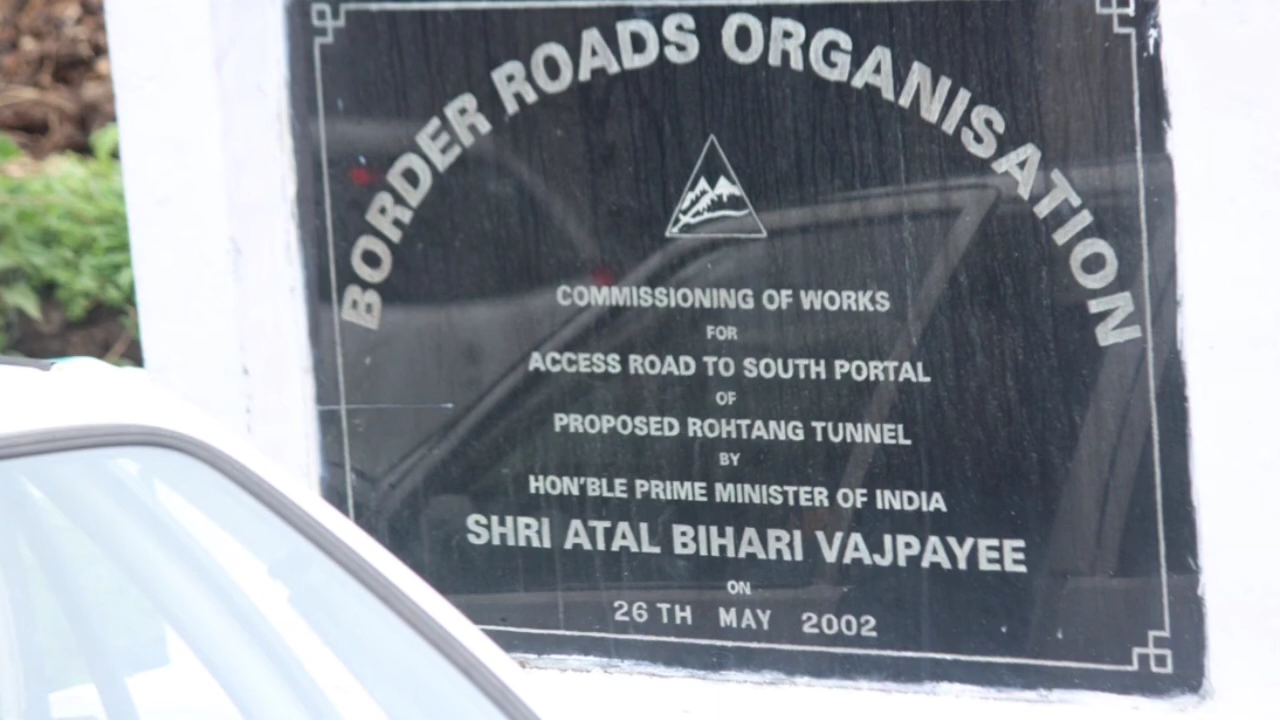 BORDER ROADS ORGANISATION
COMMISSIONING OF WORKS
FOR
ACCESS ROAD TO SOUTH PORTAL
OF
PROPOSED ROHTANG TUNNEL
BY
HON'BLE PRIME MINISTER OF INDIA
SHRI ATAL BIHARI VAJPAYEE
ON
26TH MAY 2002